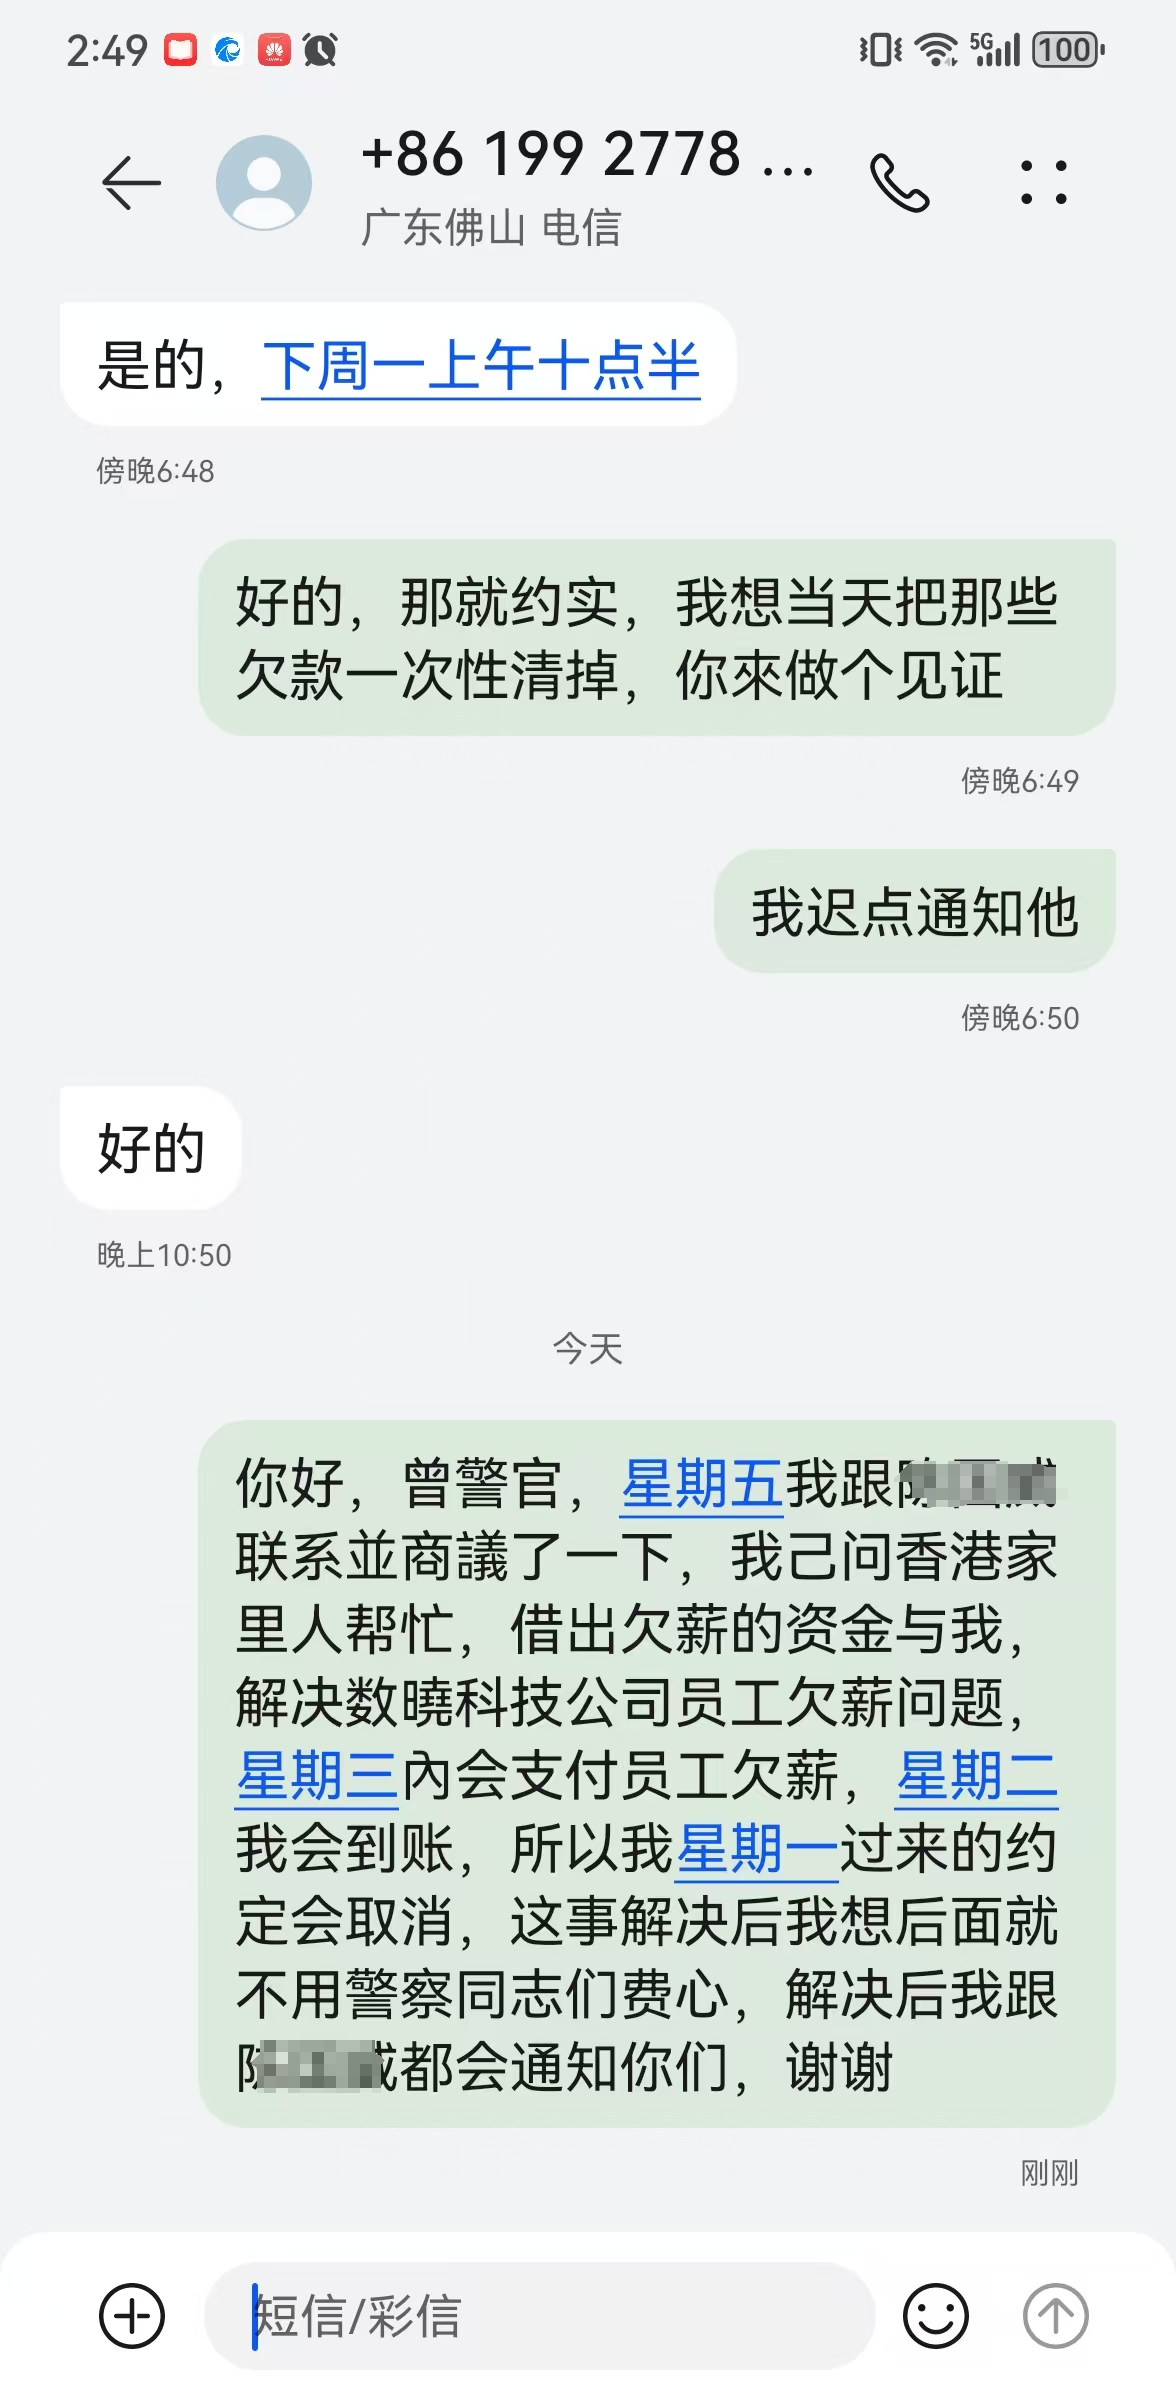 2:49
5G
100
+86 199 2778 ...
广东佛山 电信
是的，下周一上午十点半
傍晚6:48
好的，那就约实，我想当天把那些
欠款一次性清掉，你來做个见证
傍晚6:49
我迟点通知他
傍晚6:50
好的
晚上10:50
今天
你好，曾警官，星期五我跟
联系並商議了一下，我己问香港家
里人帮忙，借出欠薪的资金与我，
解决数曉科技公司员工欠薪问题，
星期三內会支付员工欠薪，星期二
我会到账，所以我星期一过来的约
定会取消，这事解决后我想后面就
不用警察同志们费心，解决后我跟
都会通知你们，谢谢
刚刚
短信/彩信